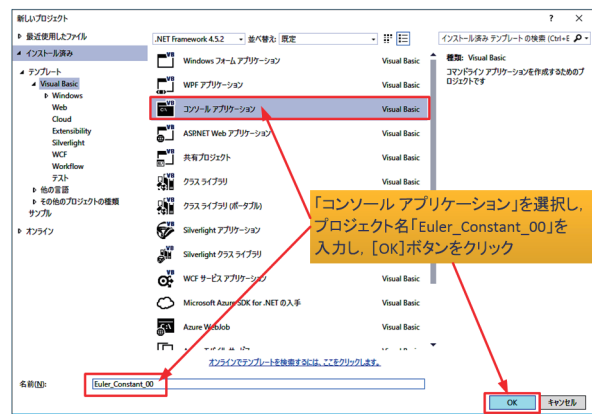 新しいプロジェクト ? ×
▷ 最近使用したファイル
.NET Framework 4.5.2 並べ替え: 既定
インストール済み テンプレート の検索 (Ctrl+E
▲ インストール済み
▲ テンプレート
▲ Visual Basic
▷ Windows
Web
Cloud
Extensibility
Silverlight
WCF
Workflow
テスト
▷ 他の言語
▷ その他のプロジェクトの種類
サンプル
▷ オンライン
Windows フォーム アプリケーション Visual Basic
WPF アプリケーション Visual Basic
コンソール アプリケーション Visual Basic
ASP.NET Web アプリケーション Visual Basic
共有プロジェクト Visual Basic
クラス ライブラリ Visual Basic
クラス ライブラリ (ポータブル) Visual Basic
Silverlight アプリケーション Visual Basic
Silverlight クラス ライブラリ Visual Basic
WCF サービス アプリケーション Visual Basic
Microsoft Azure SDK for .NET の入手 Visual Basic
Azure WebJob Visual Basic
種類: Visual Basic
コマンドライン アプリケーションを作成するためのプ
ロジェクトです
「コンソール アプリケーション」を選択し,
プロジェクト名「Euler_Constant_00」を
入力し, [OK]ボタンをクリック
オンラインでテンプレートを検索するには、ここをクリックします。
名前(N): Euler_Constant_00
OK キャンセル